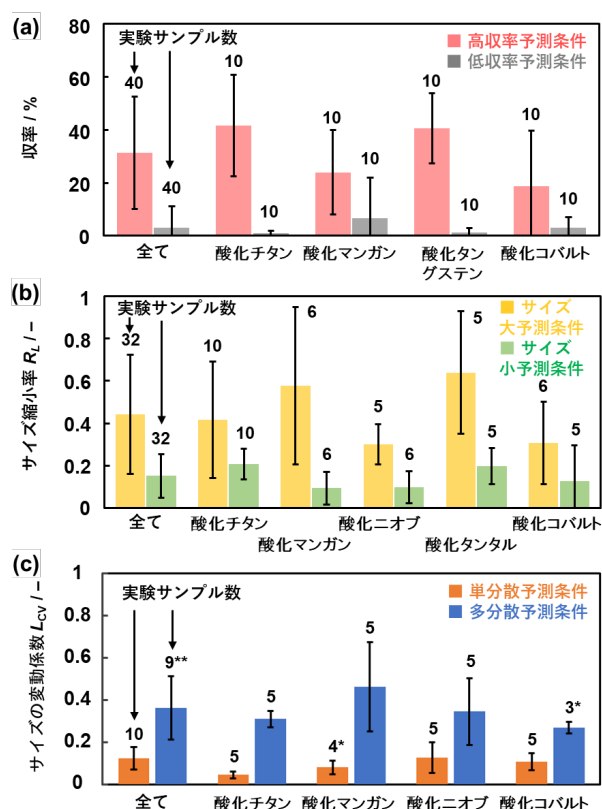 (a)
実験サンプル数
高収率予測条件
低収率予測条件
収率 / %
80
60
40
20
0
40
40
10
10
10
10
10
10
10
10
全て
酸化チタン
酸化マンガン
酸化タン
グステン
酸化コバルト
(b)
実験サンプル数
サイズ
大予測条件
サイズ
小予測条件
サイズ縮小率 RL / −
1
0.8
0.6
0.4
0.2
0
32
32
10
10
6
6
5
6
5
5
6
5
全て
酸化チタン
酸化マンガン
酸化ニオブ
酸化タンタル
酸化コバルト
(c)
実験サンプル数
単分散予測条件
多分散予測条件
サイズの変動係数 LCV / −
1
0.8
0.6
0.4
0.2
0
10
9**
5
5
4*
5
5
5
5
3*
全て
酸化チタン
酸化マンガン
酸化ニオブ
酸化コバルト